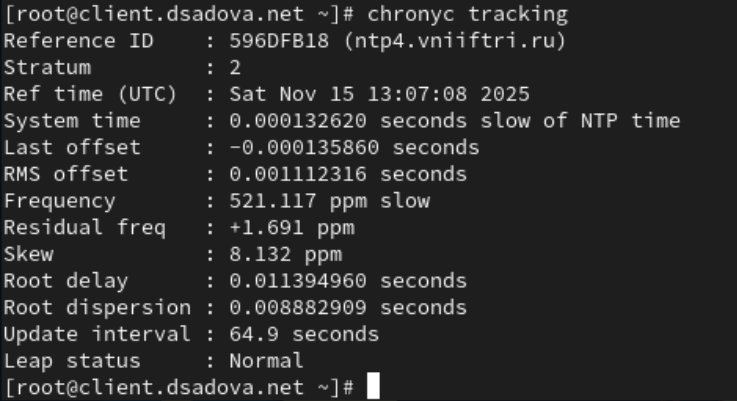 [root@client.dsadova.net ~]# chronyc tracking
Reference ID    : 596DFB18 (ntp4.vniiftri.ru)
Stratum         : 2
Ref time (UTC)  : Sat Nov 15 13:07:08 2025
System time     : 0.000132620 seconds slow of NTP time
Last offset     : -0.000135860 seconds
RMS offset      : 0.001112316 seconds
Frequency       : 521.117 ppm slow
Residual freq   : +1.691 ppm
Skew            : 8.132 ppm
Root delay      : 0.011394960 seconds
Root dispersion : 0.008882909 seconds
Update interval : 64.9 seconds
Leap status     : Normal
[root@client.dsadova.net ~]#